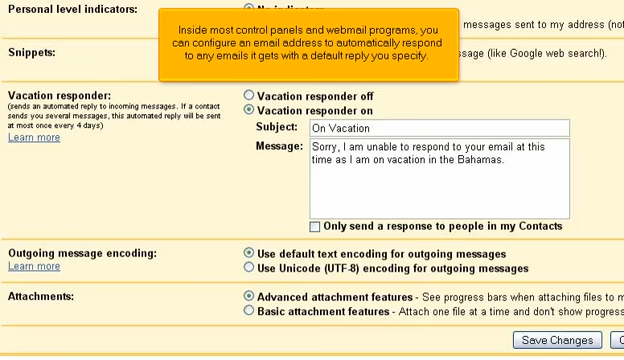 Personal level indicators:
No indicators
Inside most control panels and webmail programs, you
can configure an email address to automatically respond
to any emails it gets with a default reply you specify.
messages sent to my address (not
Snippets:
sage (like Google web search!).
Vacation responder:
(sends an automated reply to incoming messages. If a contact
sends you several messages, this automated reply will be sent
at most once every 4 days)
Learn more
Vacation responder off
Vacation responder on
Subject: On Vacation
Message: Sorry, I am unable to respond to your email at this
time as I am on vacation in the Bahamas.
Only send a response to people in my Contacts
Outgoing message encoding:
Learn more
Use default text encoding for outgoing messages
Use Unicode (UTF-8) encoding for outgoing messages
Attachments:
Advanced attachment features - See progress bars when attaching files to m
Basic attachment features - Attach one file at a time and don't show progress
Save Changes